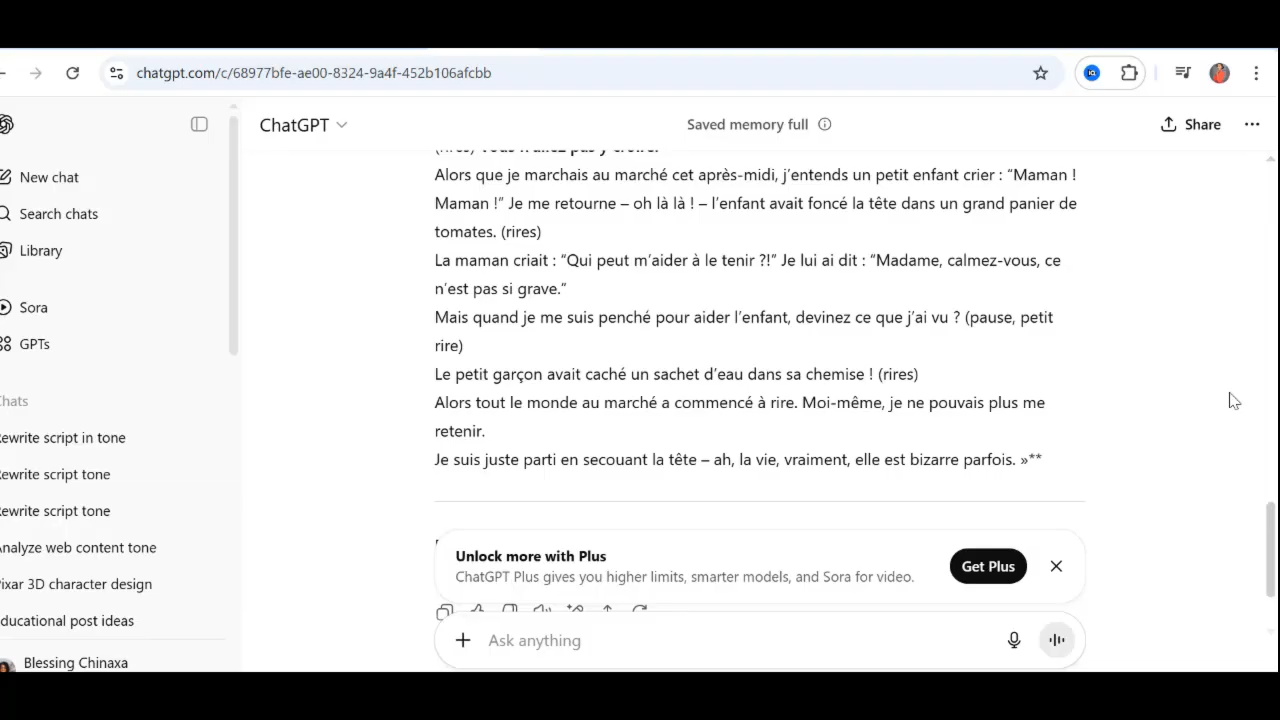 chatgpt.com/c/68977bfe-ae00-8324-9a4f-452b106afcbb
ChatGPT
Saved memory full
Share
New chat
Search chats
Library
Sora
GPTs
hats
ewrite script in tone
ewrite script tone
ewrite script tone
nalyze web content tone
ixar 3D character design
ducational post ideas
Blessing Chinaxa
Alors que je marchais au marché cet après-midi, j’entends un petit enfant crier : “Maman !
Maman !” Je me retourne – oh là là ! – l’enfant avait foncé la tête dans un grand panier de
tomates. (rires)
La maman criait : “Qui peut m’aider à le tenir ?!” Je lui ai dit : “Madame, calmez-vous, ce
n’est pas si grave.”
Mais quand je me suis penché pour aider l’enfant, devinez ce que j’ai vu ? (pause, petit
rire)
Le petit garçon avait caché un sachet d’eau dans sa chemise ! (rires)
Alors tout le monde au marché a commencé à rire. Moi-même, je ne pouvais plus me
retenir.
Je suis juste parti en secouant la tête – ah, la vie, vraiment, elle est bizarre parfois. »**
Unlock more with Plus
ChatGPT Plus gives you higher limits, smarter models, and Sora for video.
Get Plus
Ask anything